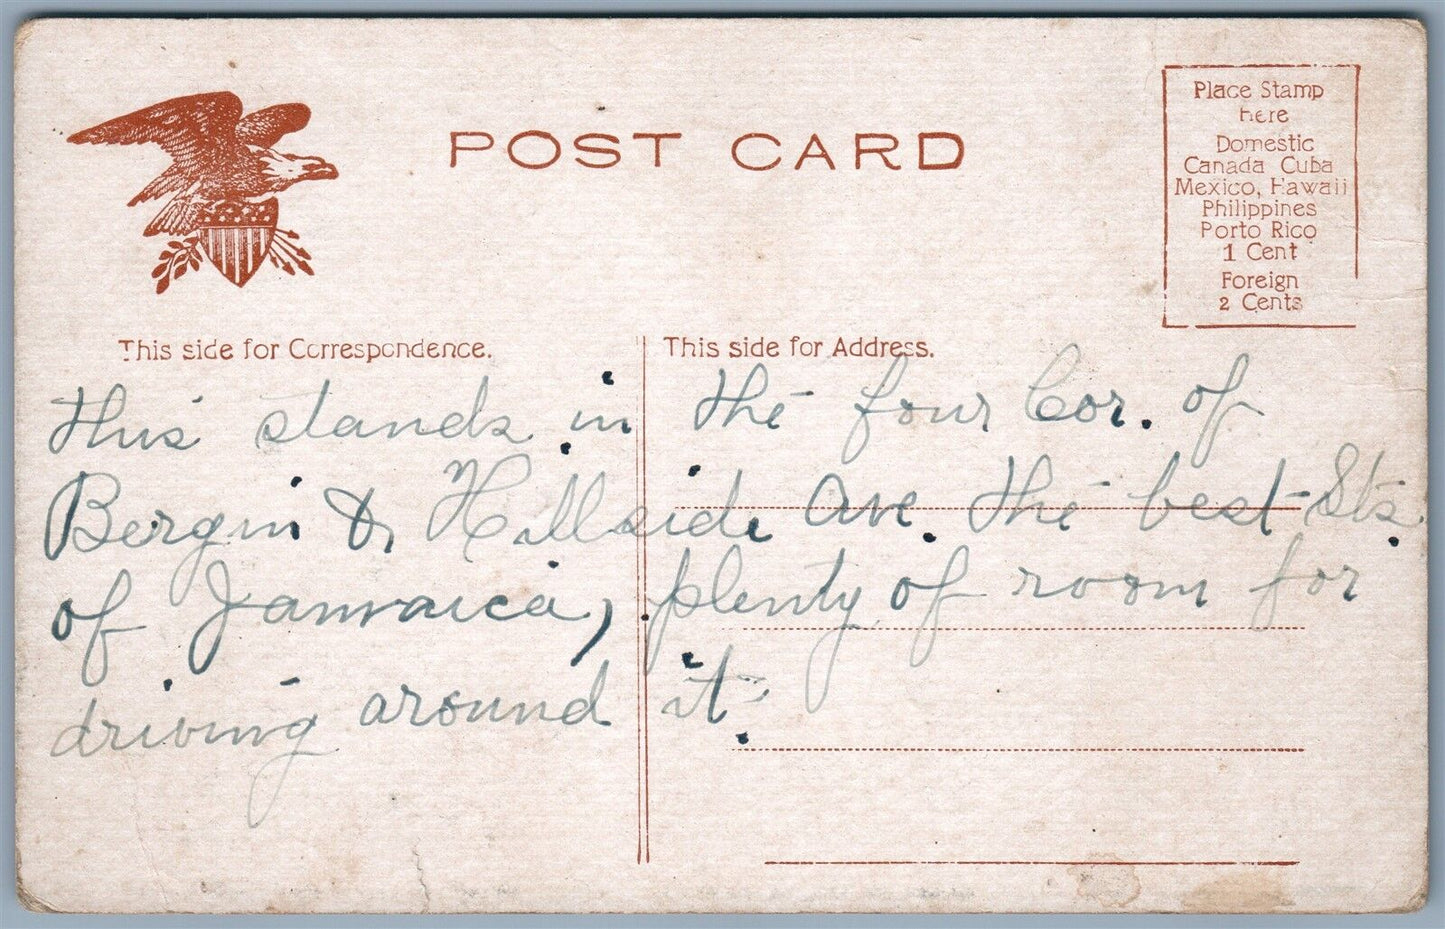 POST CARD
Place Stamp
here
Domestic
Canada Cuba
Mexico, Hawaii
Philippines
Porto Rico
1 Cent
Foreign
2 Cents
This side for Correspondence.
This side for Address.
this stands in the four Cor. of
Bergin & Hillside Ave. the best Sts.
of Jamaica, plenty of room for
driving around it.